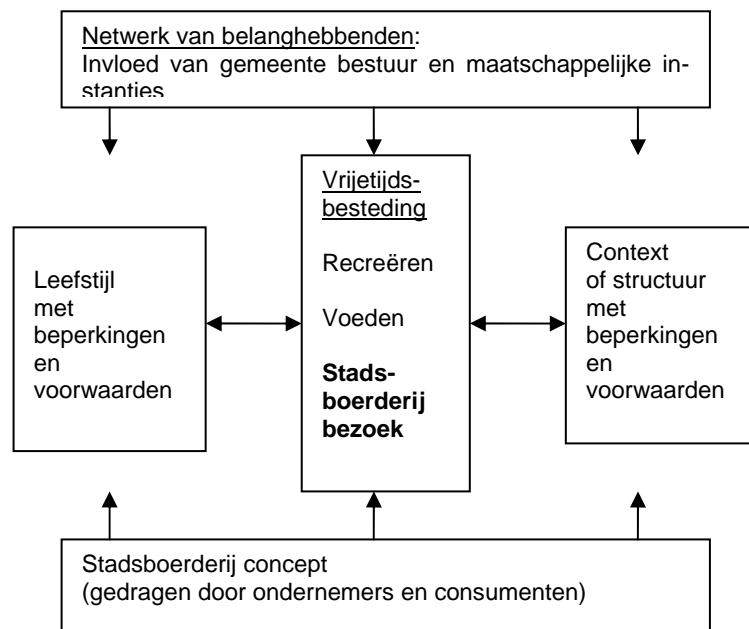 Netwerk van belanghebbenden:
Invloed van gemeente bestuur en maatschappelijke in-
stanties
Vrijetijds-
besteding
Recreëren
Voeden
Stads-
boerderij
bezoek
Leefstijl
met
beperkingen
en
voorwaarden
Context
of structuur
met
beperkingen
en
voorwaarden
Stadsboerderij concept
(gedragen door ondernemers en consumenten)